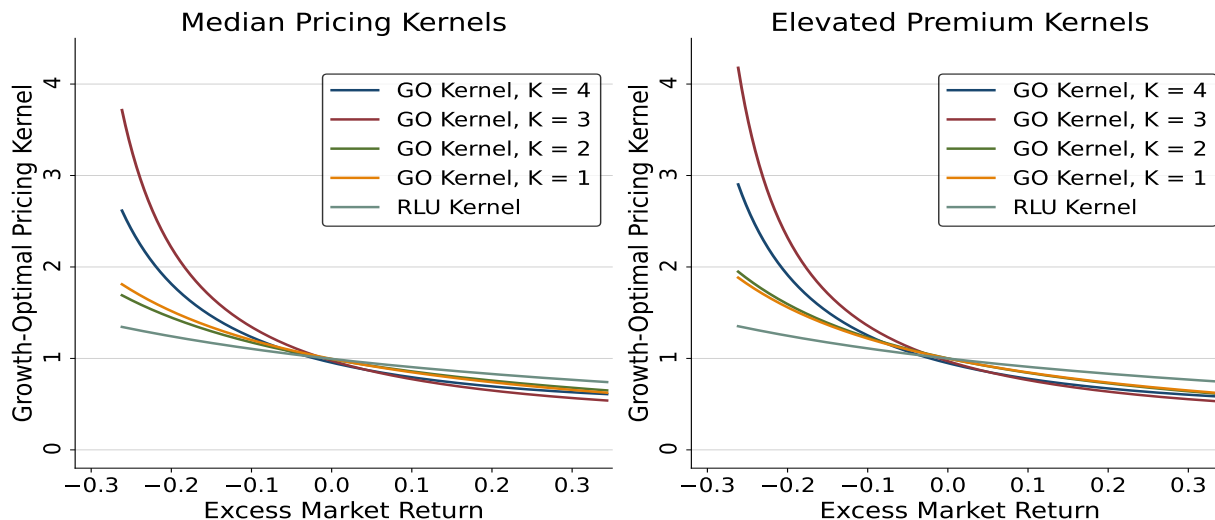 Median Pricing Kernels
Growth-Optimal Pricing Kernel
4
3
2
1
0
GO Kernel, K = 4
GO Kernel, K = 3
GO Kernel, K = 2
GO Kernel, K = 1
RLU Kernel
−0.3 −0.2 −0.1 0.0 0.1 0.2 0.3
Excess Market Return
Elevated Premium Kernels
Growth-Optimal Pricing Kernel
4
3
2
1
0
GO Kernel, K = 4
GO Kernel, K = 3
GO Kernel, K = 2
GO Kernel, K = 1
RLU Kernel
−0.3 −0.2 −0.1 0.0 0.1 0.2 0.3
Excess Market Return